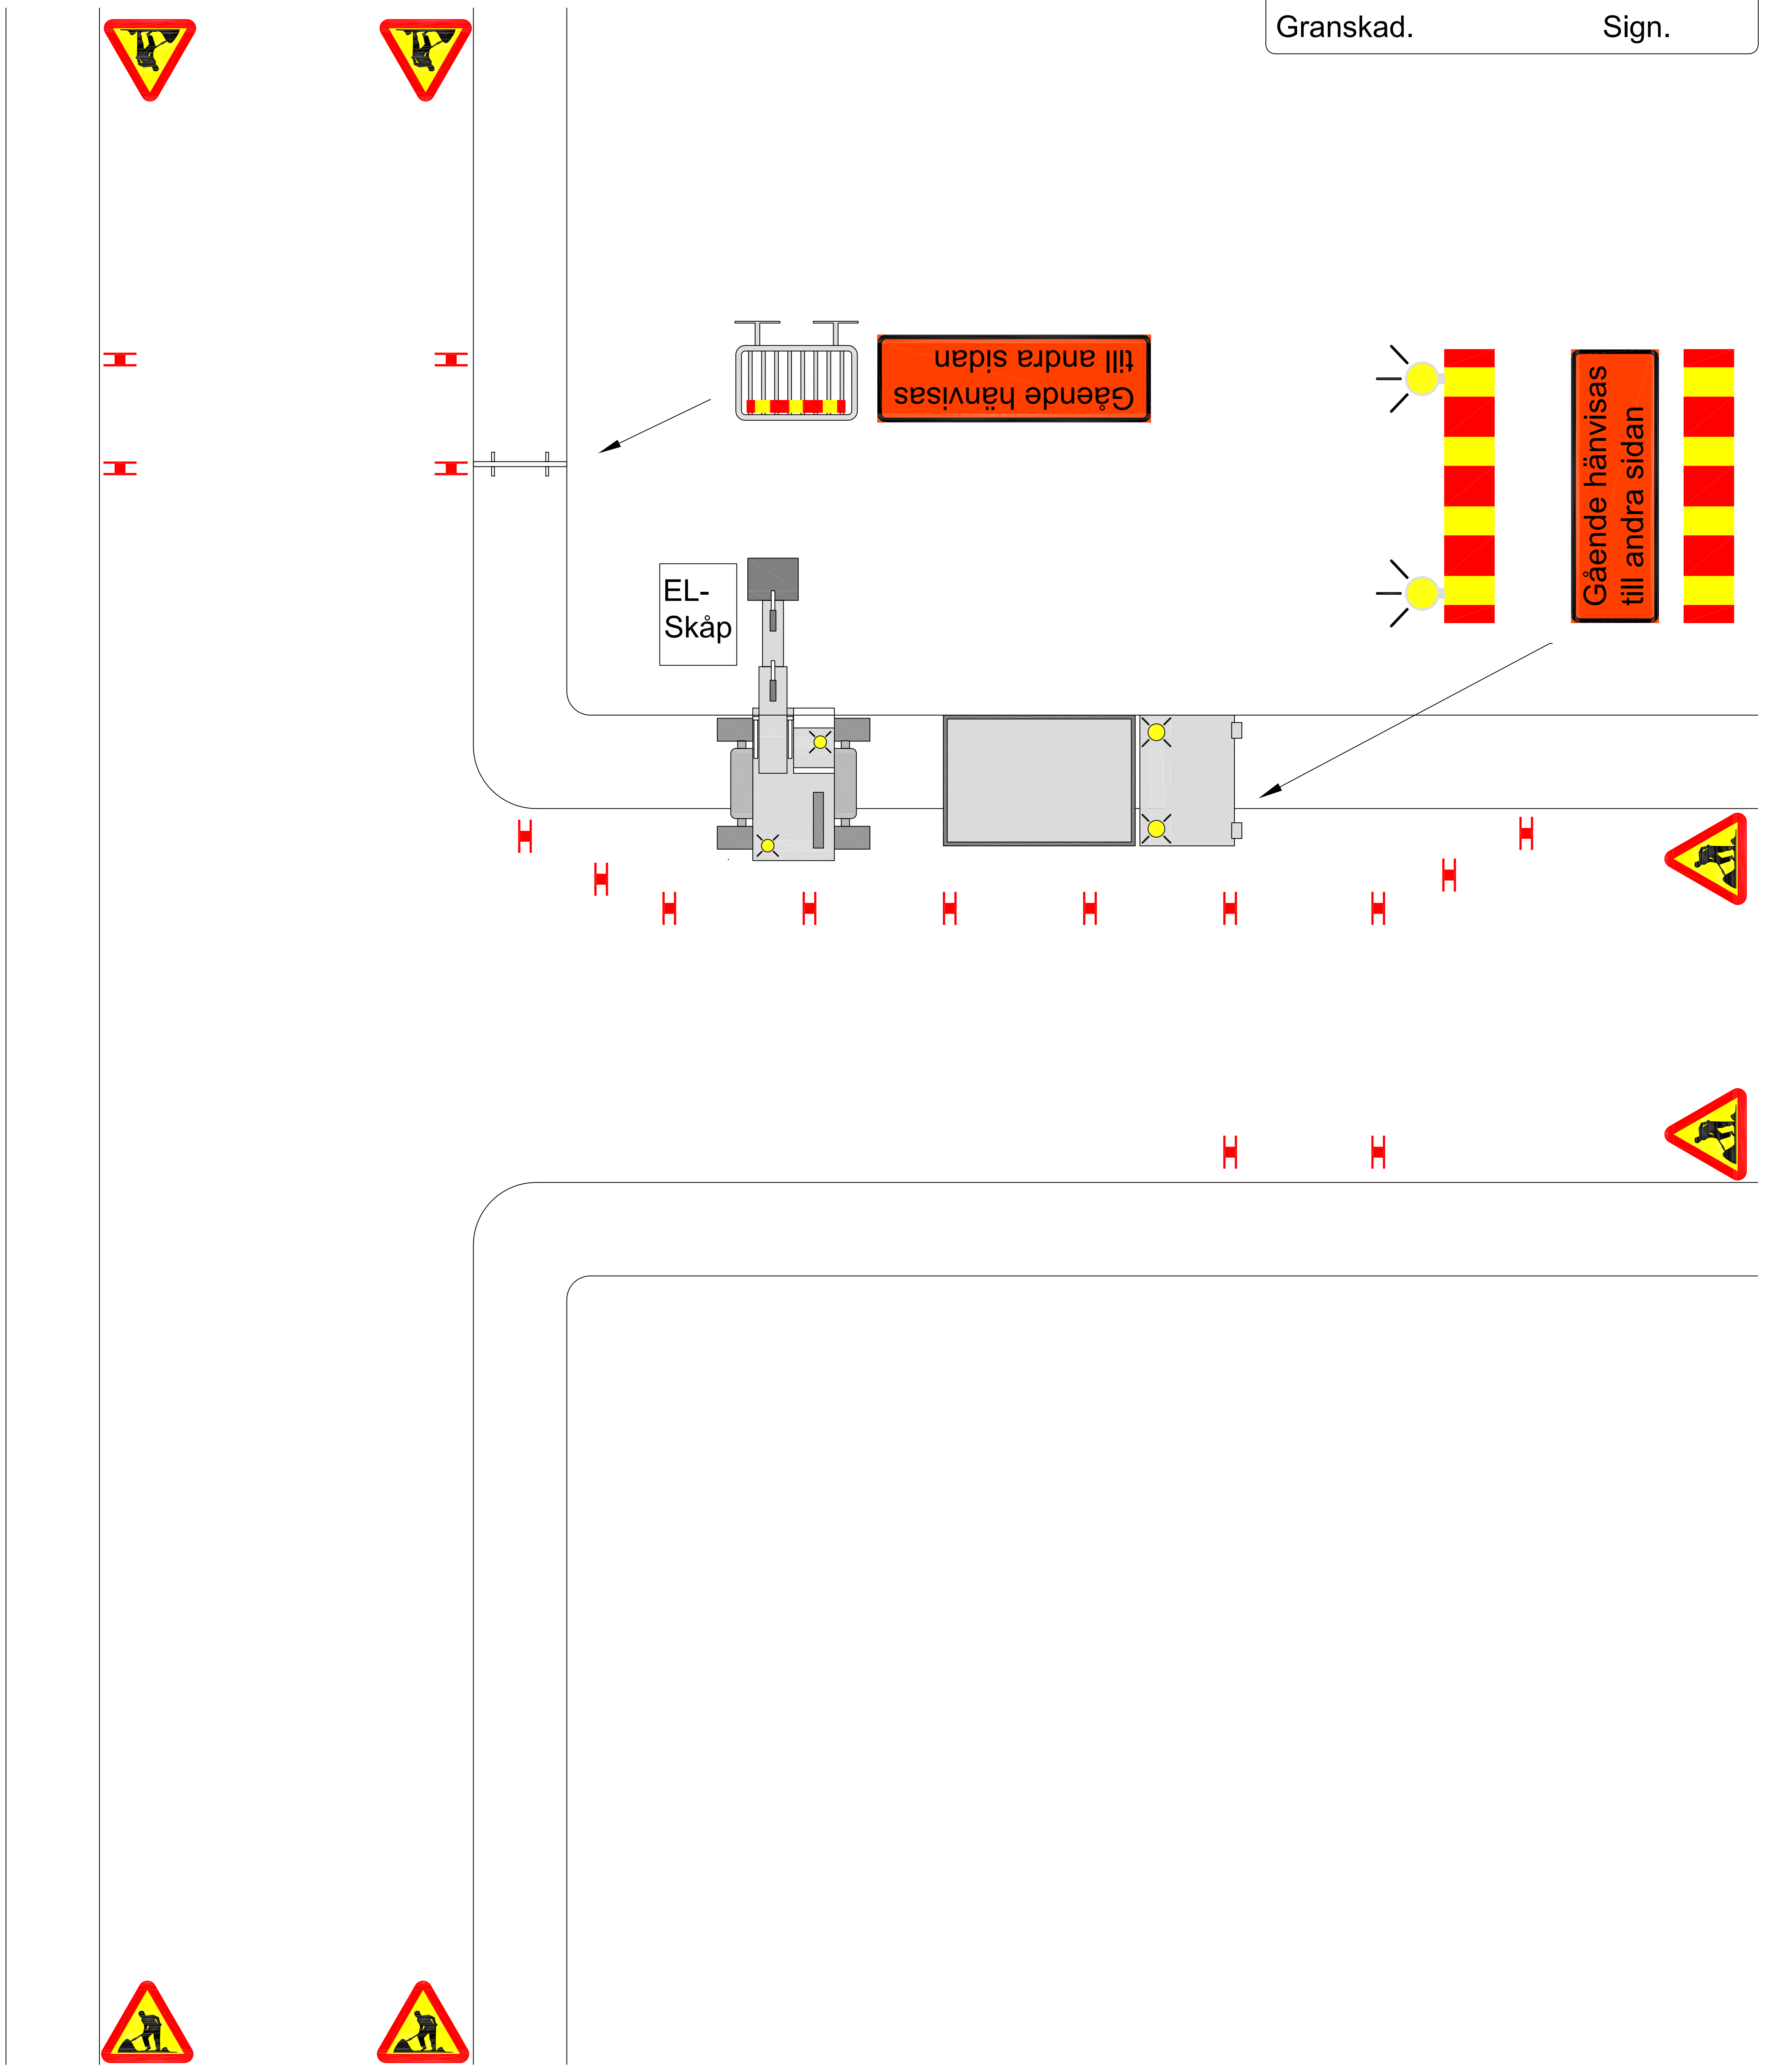 Granskad. Sign.
Gående hänvisas
till andra sidan
Gående hänvisas
till andra sidan
EL-
Skåp